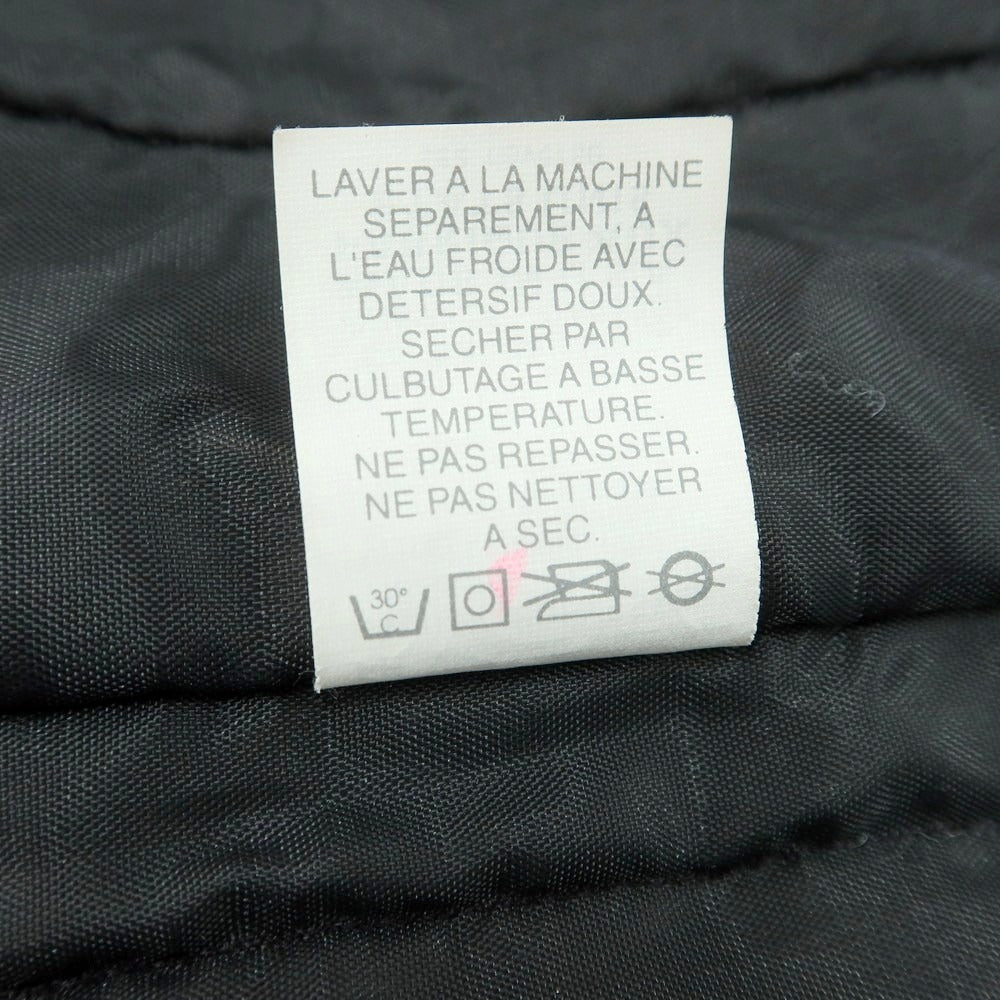 LAVER A LA MACHINE
SEPAREMENT, A
L'EAU FROIDE AVEC
DETERSIF DOUX.
SECHER PAR
CULBUTAGE A BASSE
TEMPERATURE.
NE PAS REPASSER.
NE PAS NETTOYER
A SEC.
30°
C